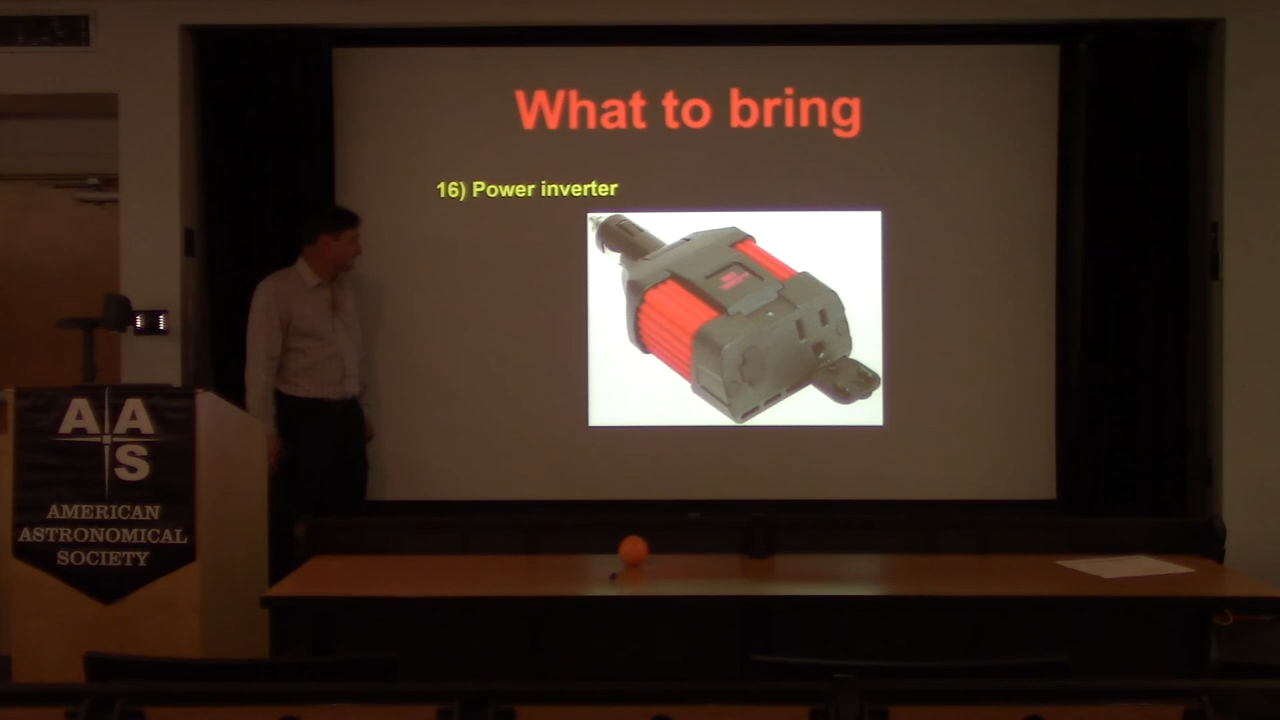 What to bring
16) Power inverter
A A
S
AMERICAN
ASTRONOMICAL
SOCIETY